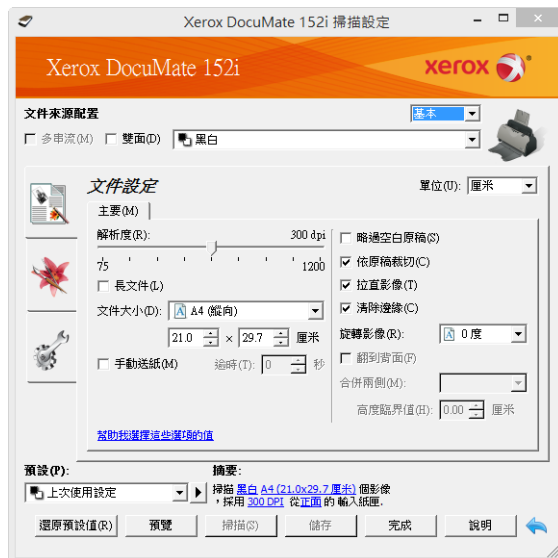 Xerox DocuMate 152i 掃描設定
Xerox DocuMate 152i
xerox
文件來源配置
基本
多串流(M) 雙面(D) 黑白
文件設定
單位(U): 厘米
主要(M)
解析度(R): 300 dpi
75 1200
長文件(L)
文件大小(D): A4 (縱向)
21.0 × 29.7 厘米
手動送紙(M) 逾時(T): 0 秒
略過空白原稿(S)
依原稿裁切(C)
拉直影像(T)
清除邊緣(C)
旋轉影像(R): 0 度
翻到背面(F)
合併兩側(M):
高度臨界值(H): 0.00 厘米
幫助我選擇這些選項的值
預設(P):
上次使用設定
摘要:
掃描 黑白 A4 (21.0x29.7 厘米) 個影像
，採用 300 DPI 從正面的 輸入紙匣.
還原預設值(R) 預覽 掃描(S) 儲存 完成 說明